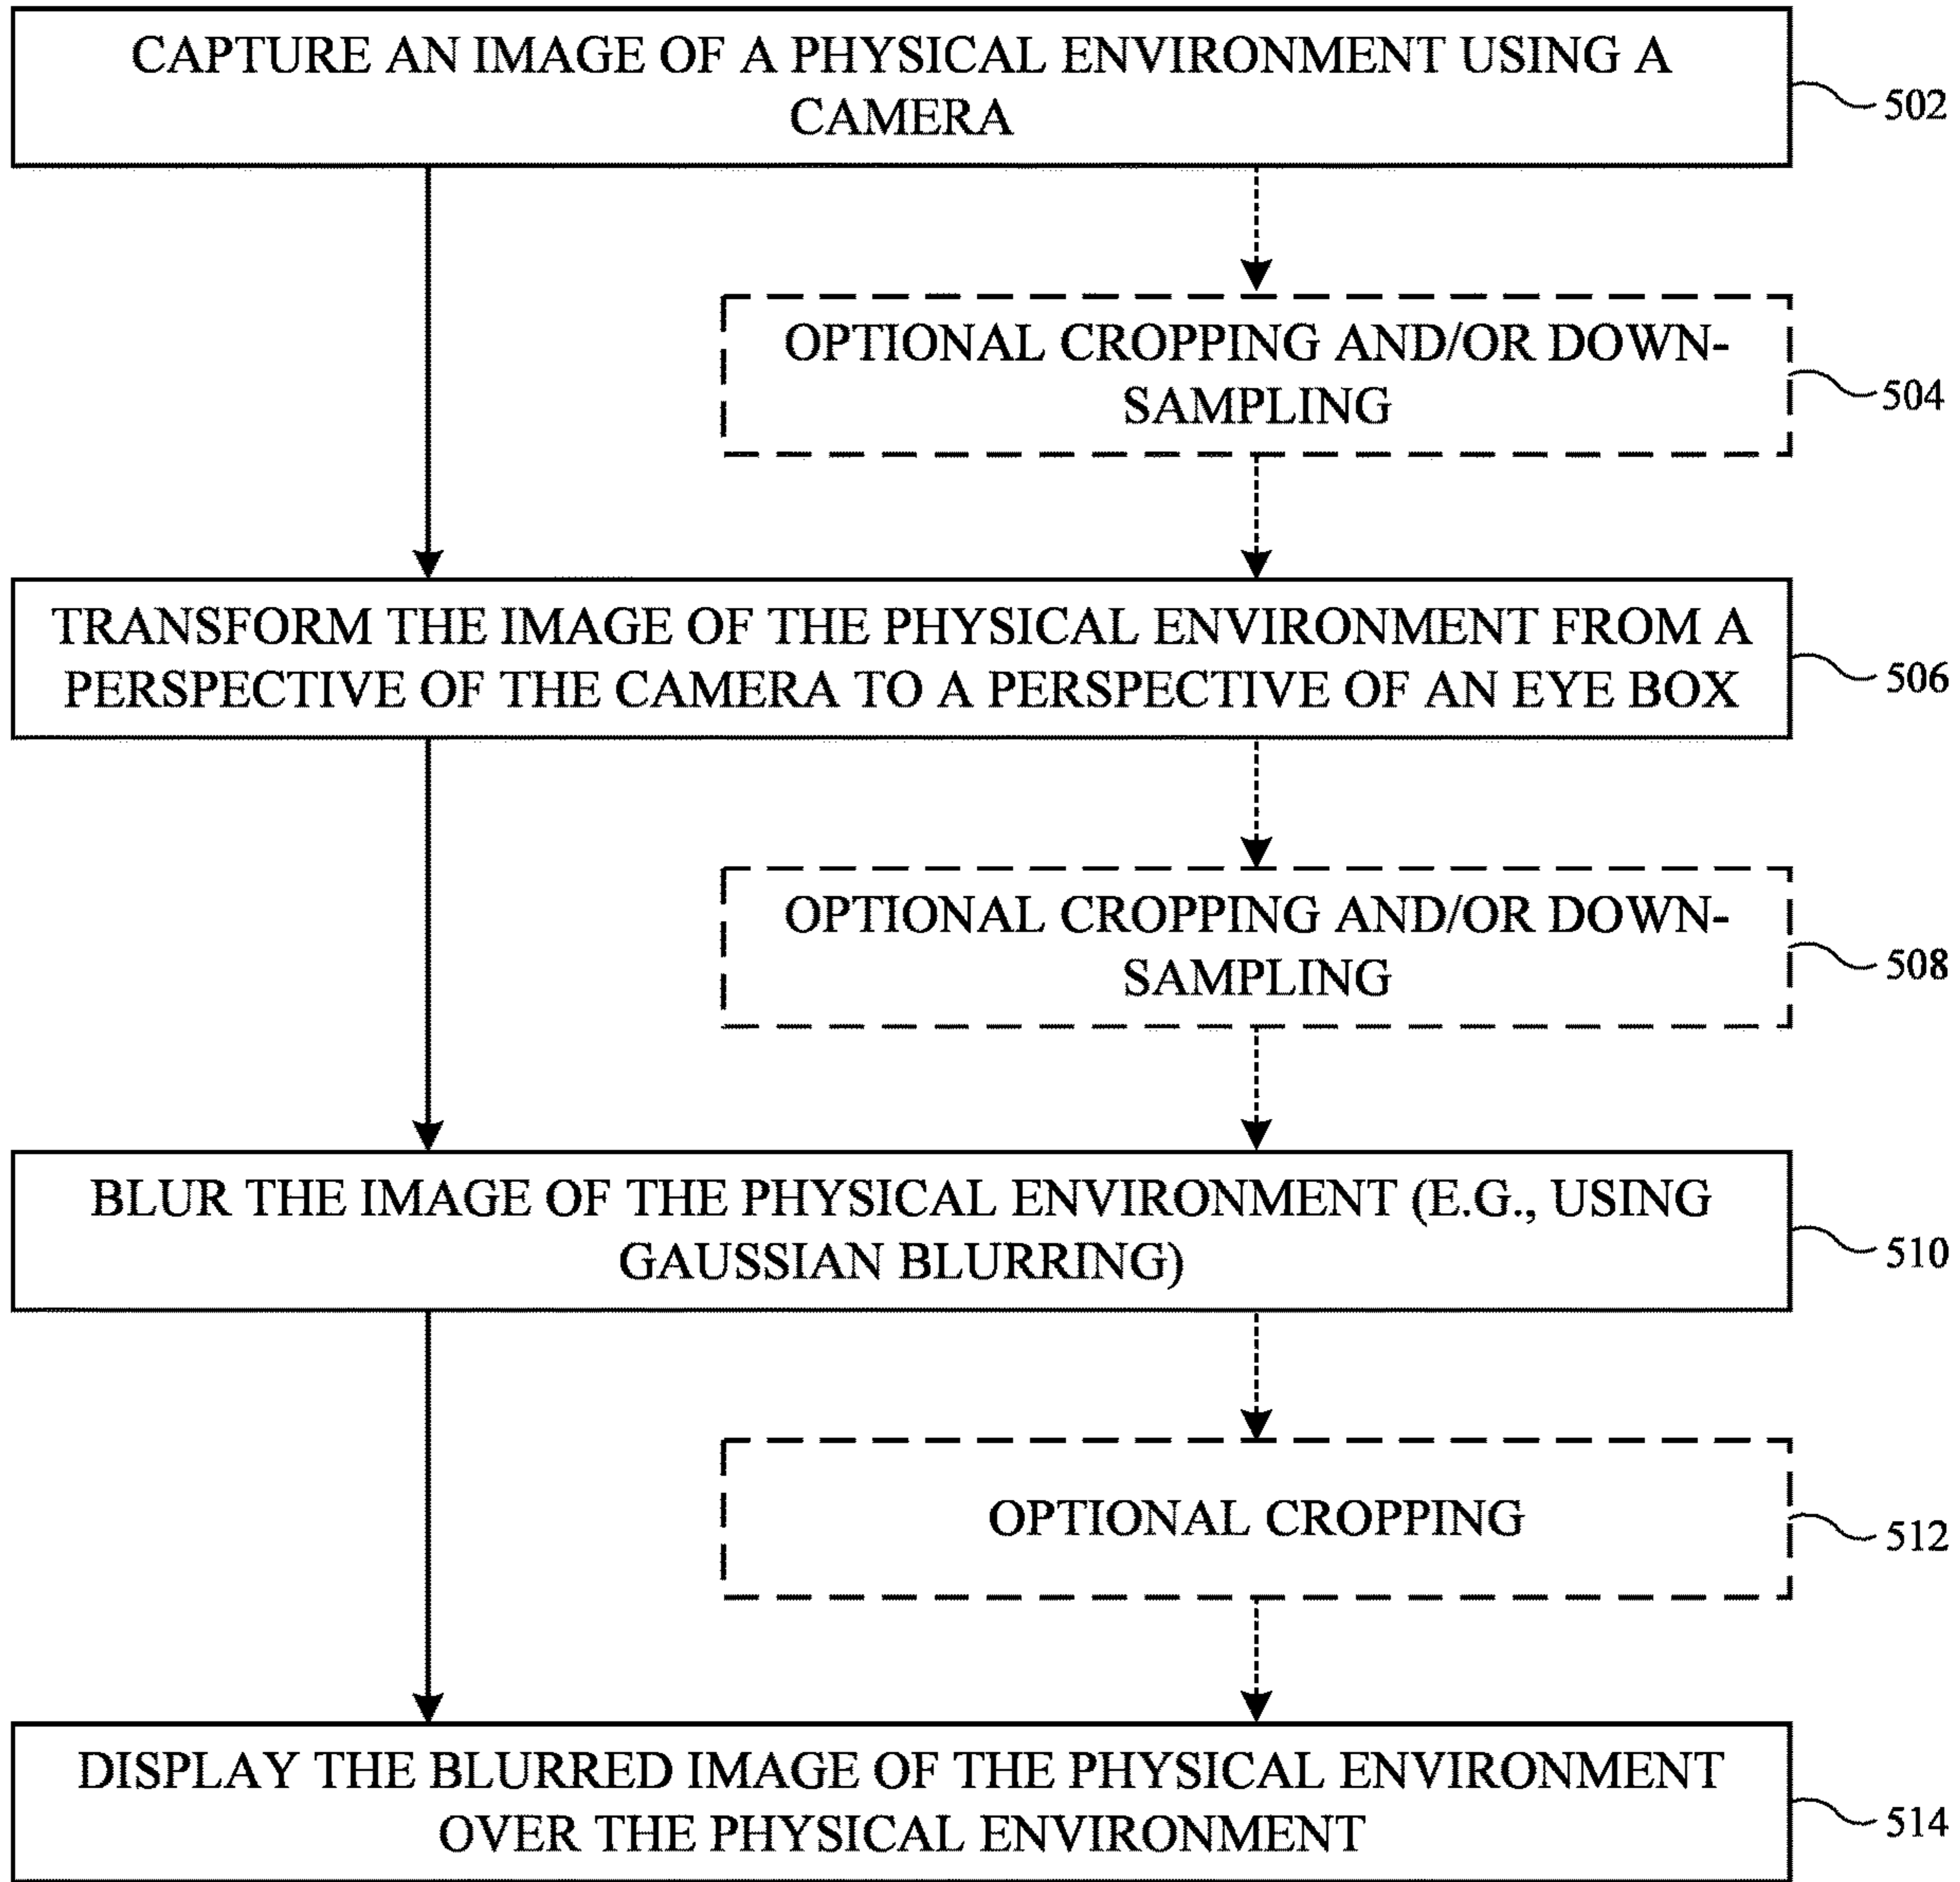 CAPTURE AN IMAGE OF A PHYSICAL ENVIRONMENT USING A
CAMERA
502
OPTIONAL CROPPING AND/OR DOWN-
SAMPLING
504
TRANSFORM THE IMAGE OF THE PHYSICAL ENVIRONMENT FROM A
PERSPECTIVE OF THE CAMERA TO A PERSPECTIVE OF AN EYE BOX
506
OPTIONAL CROPPING AND/OR DOWN-
SAMPLING
508
BLUR THE IMAGE OF THE PHYSICAL ENVIRONMENT (E.G., USING
GAUSSIAN BLURRING)
510
OPTIONAL CROPPING
512
DISPLAY THE BLURRED IMAGE OF THE PHYSICAL ENVIRONMENT
OVER THE PHYSICAL ENVIRONMENT
514